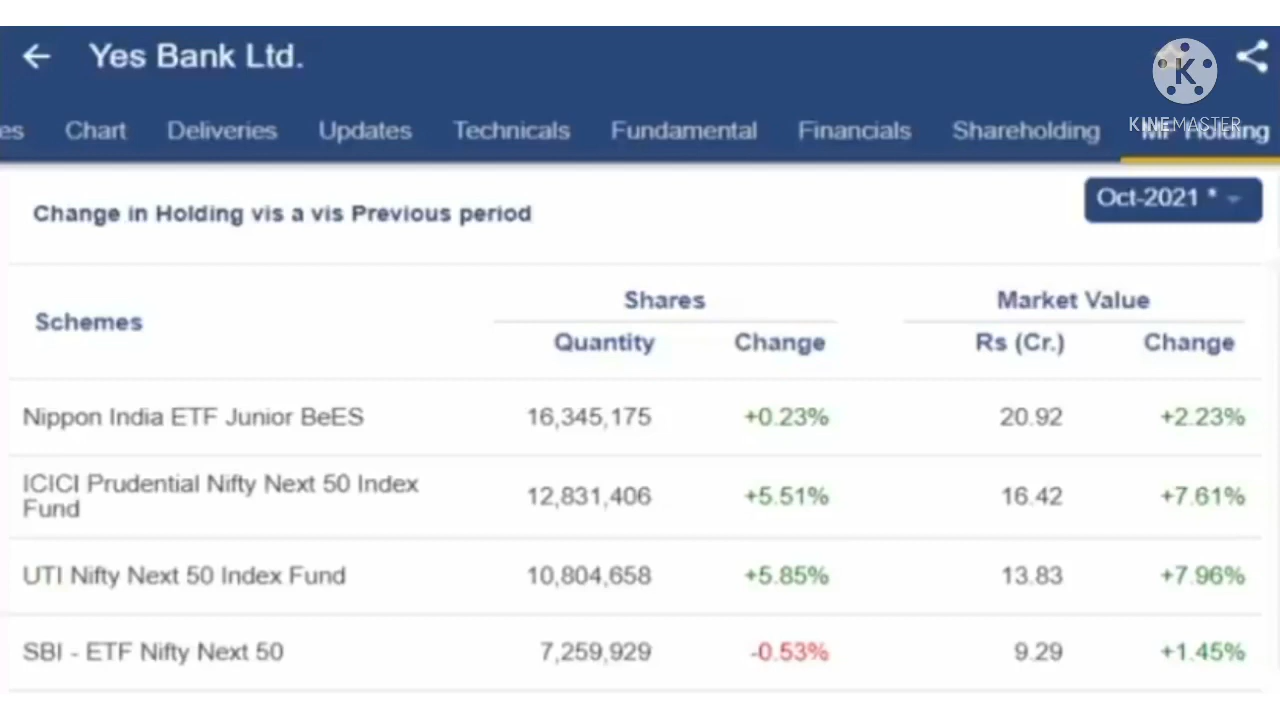 Yes Bank Ltd.
K
KINEMASTER
es Chart Deliveries Updates Technicals Fundamental Financials Shareholding MF Holding
Change in Holding vis a vis Previous period
Oct-2021 *
Schemes
Shares
Market Value
Quantity Change Rs (Cr.) Change
Nippon India ETF Junior BeES 16,345,175 +0.23% 20.92 +2.23%
ICICI Prudential Nifty Next 50 Index
Fund 12,831,406 +5.51% 16.42 +7.61%
UTI Nifty Next 50 Index Fund 10,804,658 +5.85% 13.83 +7.96%
SBI - ETF Nifty Next 50 7,259,929 -0.53% 9.29 +1.45%